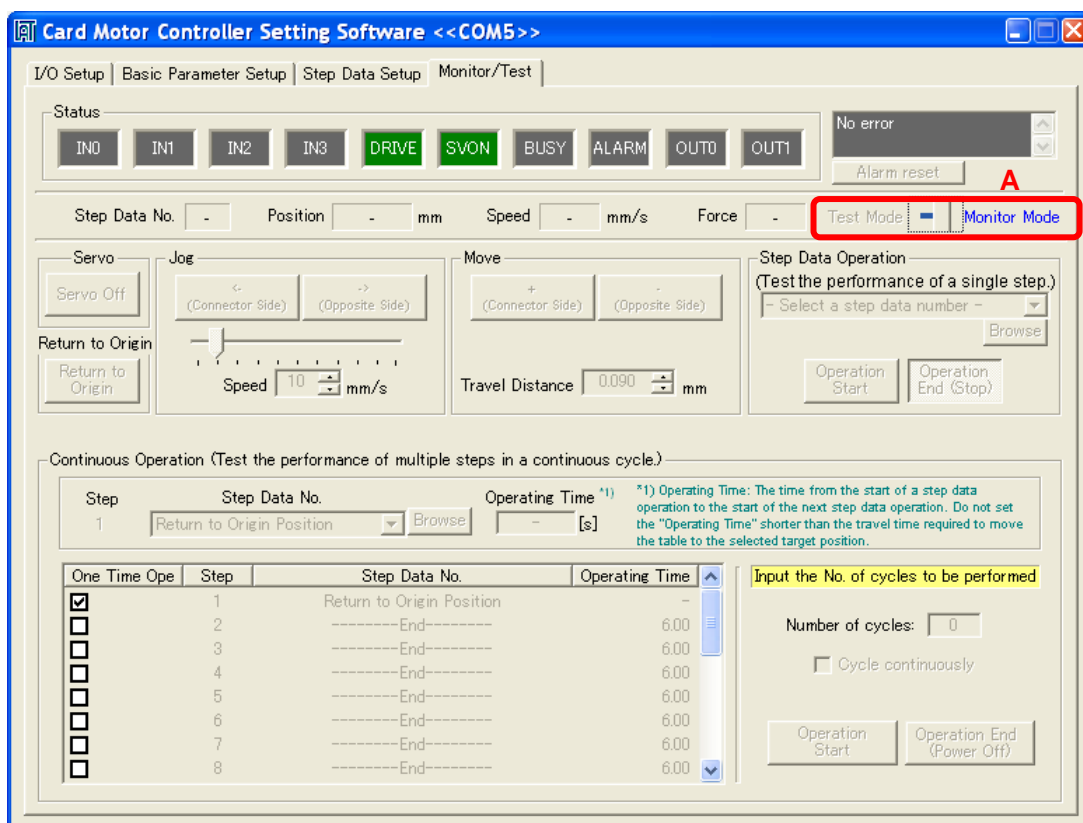 Card Motor Controller Setting Software <<COM5>>
I/O Setup Basic Parameter Setup Step Data Setup Monitor/Test
Status
IN0 IN1 IN2 IN3 DRIVE SVON BUSY ALARM OUT0 OUT1
No error
Alarm reset
A
Step Data No. - Position - mm Speed - mm/s Force - Test Mode Monitor Mode
Servo
Servo Off
Return to Origin
Return to
Origin
Jog
<-
(Connector Side)
->
(Opposite Side)
Speed 10 mm/s
Move
+
(Connector Side)
-
(Opposite Side)
Travel Distance 0.090 mm
Step Data Operation
(Test the performance of a single step.)
- Select a step data number -
Browse
Operation
Start
Operation
End (Stop)
Continuous Operation (Test the performance of multiple steps in a continuous cycle.)
Step Step Data No. Operating Time *1)
1 Return to Origin Position Browse - [s]
*1) Operating Time: The time from the start of a step data
operation to the start of the next step data operation. Do not set
the "Operating Time" shorter than the travel time required to move
the table to the selected target position.
One Time Ope Step Step Data No. Operating Time
1 Return to Origin Position -
2 --------End-------- 6.00
3 --------End-------- 6.00
4 --------End-------- 6.00
5 --------End-------- 6.00
6 --------End-------- 6.00
7 --------End-------- 6.00
8 --------End-------- 6.00
Input the No. of cycles to be performed
Number of cycles: 0
Cycle continuously
Operation
Start
Operation End
(Power Off)